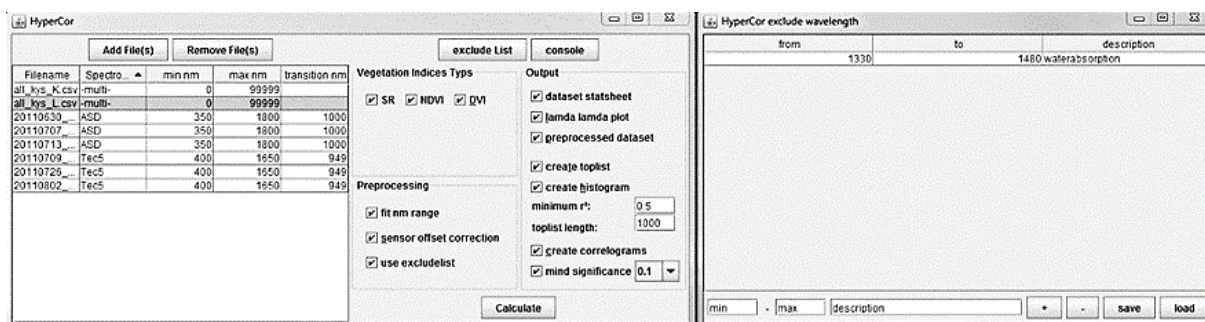 HyperCor
Add File(s) Remove File(s) exclude List console
Filename Spectro... min nm max nm transition nm
all_kys_K.csv -multi- 0 99999
all_kys_L.csv -multi- 0 99999
20110630_... ASD 350 1800 1000
20110707_... ASD 350 1800 1000
20110713_... ASD 350 1800 1000
20110709_... Tec5 400 1650 949
20110726_... Tec5 400 1650 949
20110802_... Tec5 400 1650 949
Vegetation Indices Typs
SR NDVI DVI
Preprocessing
fit nm range
sensor offset correction
use excludelist
Output
dataset statsheet
lamda lamda plot
preprocessed dataset
create toplist
create histogram
minimum r²: 0.5
toplist length: 1000
create correlograms
mind significance 0.1
Calculate
HyperCor exclude wavelength
from to description
1330 1480 waterabsorption
min - max description + - save load